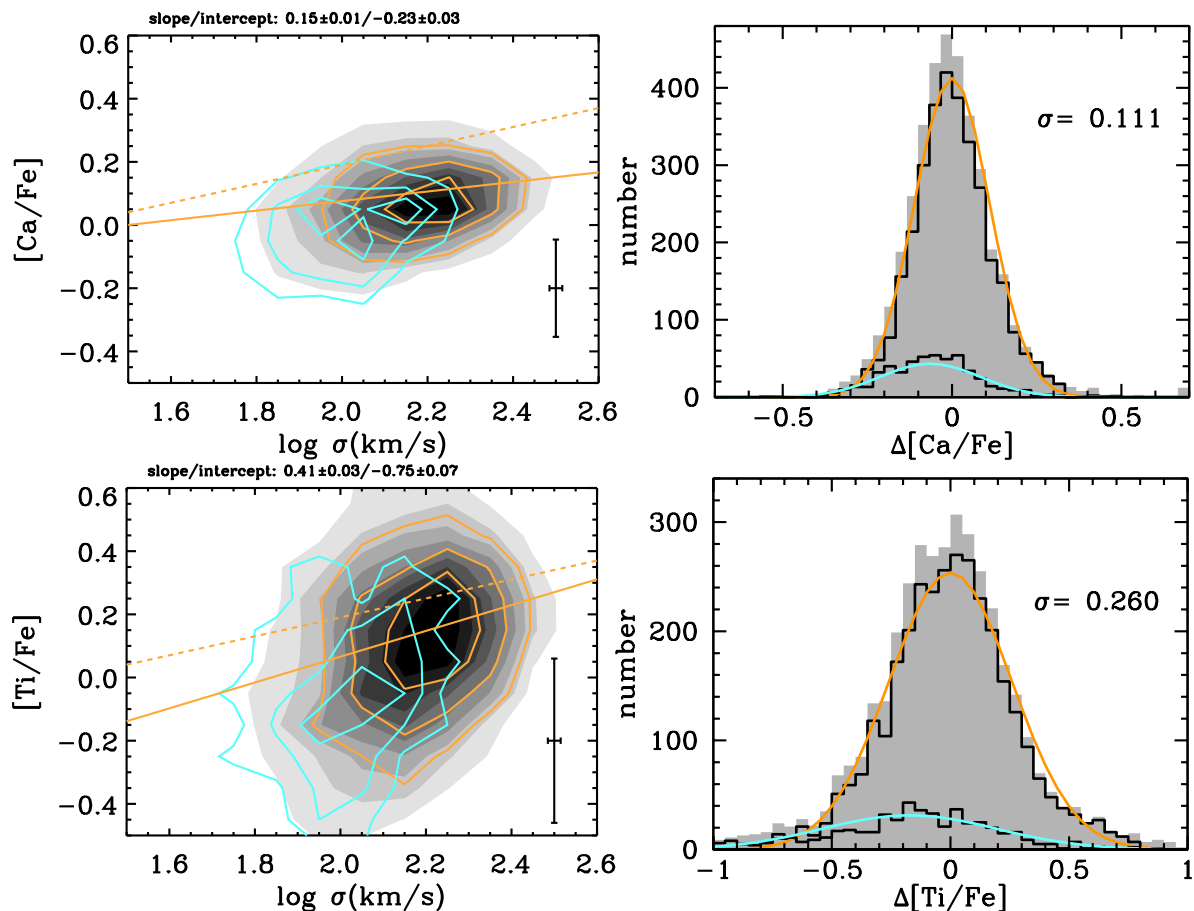 slope/intercept: 0.15±0.01/−0.23±0.03
[Ca/Fe]
0.6
0.4
0.2
0.0
−0.2
−0.4
1.6 1.8 2.0 2.2 2.4 2.6
log σ(km/s)
number
400
300
200
100
0
σ= 0.111
−0.5 0 0.5
Δ[Ca/Fe]
slope/intercept: 0.41±0.03/−0.75±0.07
[Ti/Fe]
0.6
0.4
0.2
0.0
−0.2
−0.4
1.6 1.8 2.0 2.2 2.4 2.6
log σ(km/s)
number
300
200
100
0
σ= 0.260
−1 −0.5 0 0.5 1
Δ[Ti/Fe]